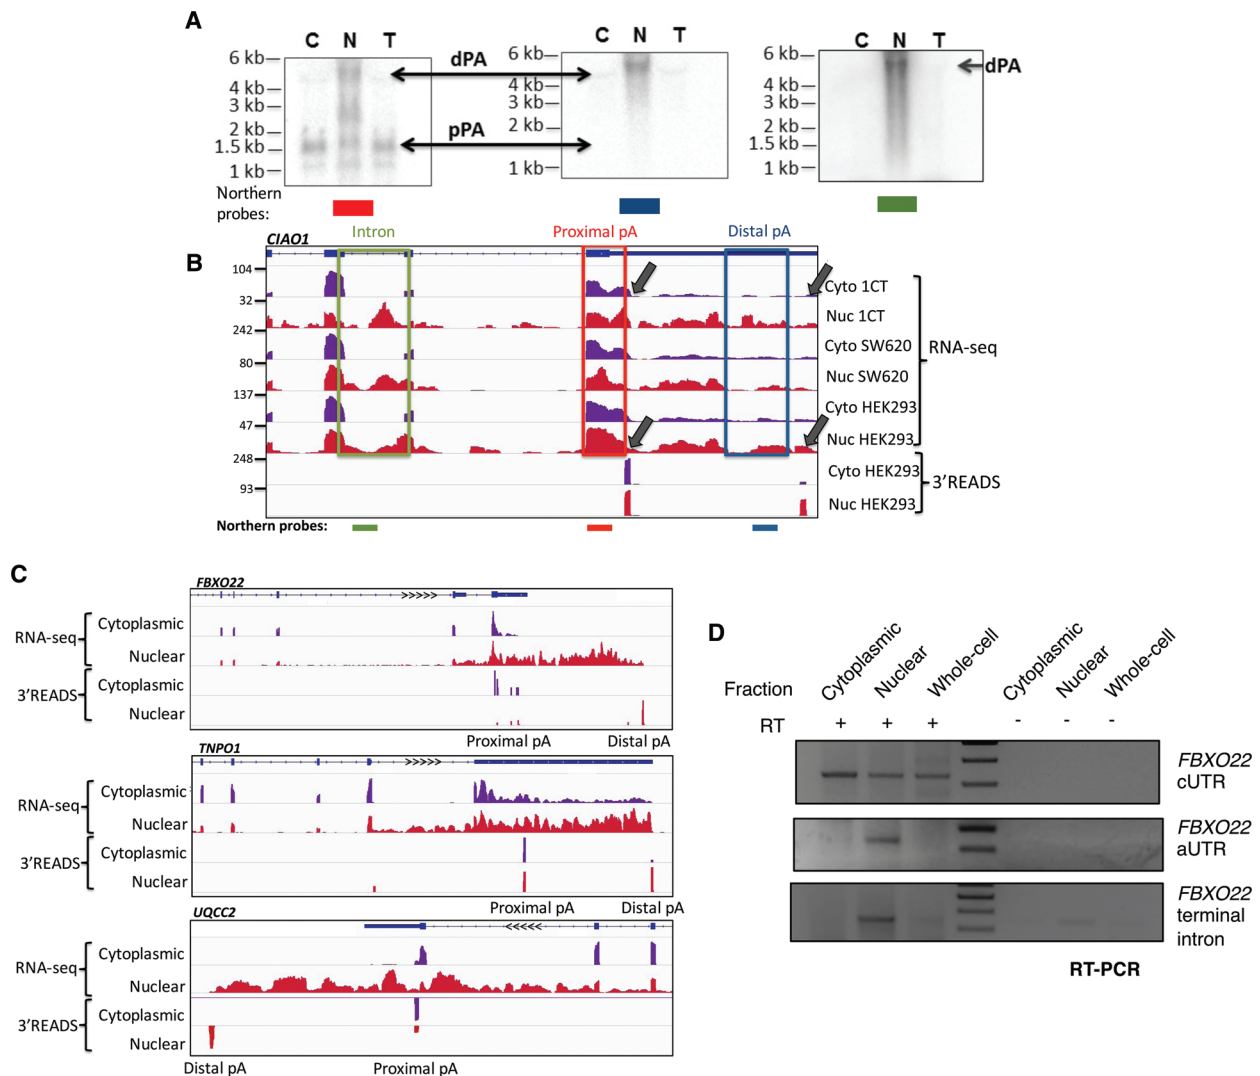 A
C N T
6 kb
4 kb
3 kb
2 kb
1.5 kb
1 kb
dPA
pPA
C N T
6 kb
4 kb
3 kb
2 kb
1 kb
C N T
6 kb
4 kb
3 kb
2 kb
1.5 kb
1 kb
dPA
Northern
probes:
B
CIAO1
Intron
Proximal pA
Distal pA
104
32
242
80
137
47
248
93
Cyto 1CT
Nuc 1CT
Cyto SW620
Nuc SW620
Cyto HEK293
Nuc HEK293
Cyto HEK293
Nuc HEK293
RNA-seq
3'READS
Northern probes:
C
FBXO22
>>>>>
RNA-seq
Cytoplasmic
Nuclear
3'READS
Cytoplasmic
Nuclear
Proximal pA
Distal pA
TNPO1
>>>>>
RNA-seq
Cytoplasmic
Nuclear
3'READS
Cytoplasmic
Nuclear
Proximal pA
Distal pA
UQCC2
<<<<<
RNA-seq
Cytoplasmic
Nuclear
3'READS
Cytoplasmic
Nuclear
Distal pA
Proximal pA
D
Fraction
Cytoplasmic
Nuclear
Whole-cell
Cytoplasmic
Nuclear
Whole-cell
RT + + + - - -
FBXO22
cUTR
FBXO22
aUTR
FBXO22
terminal
intron
RT-PCR